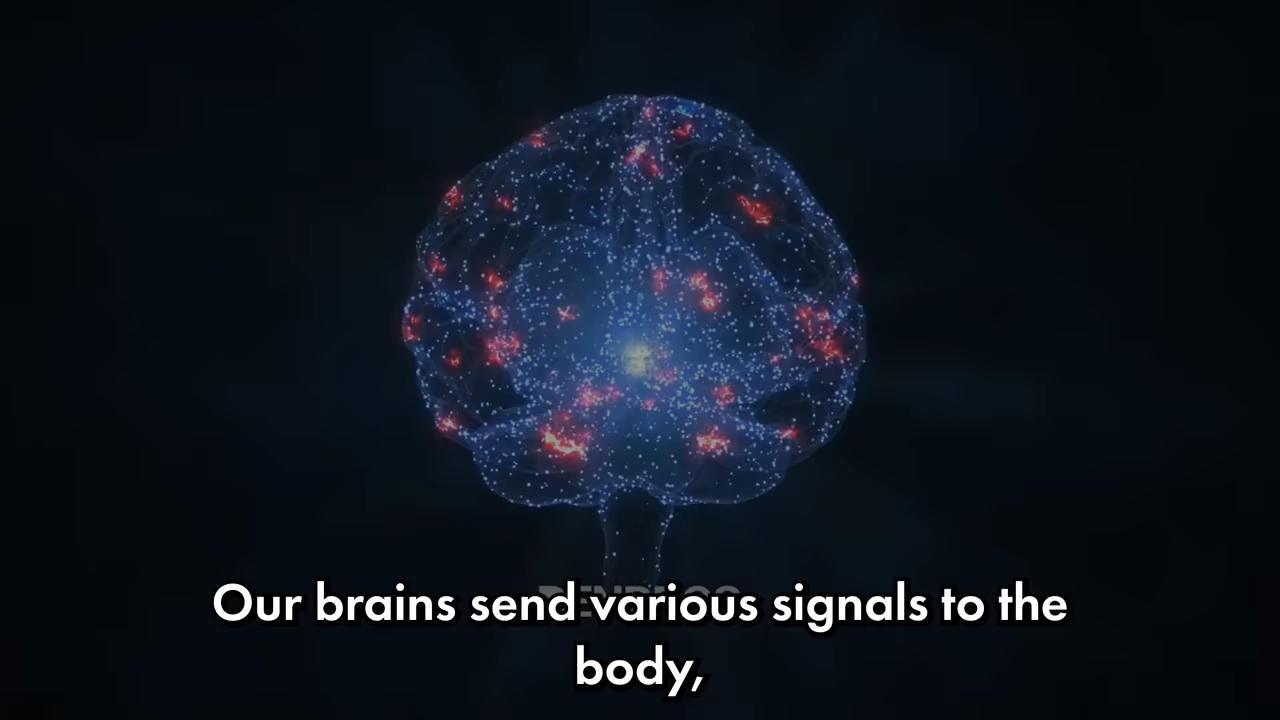 Our brains send various signals to the
body,